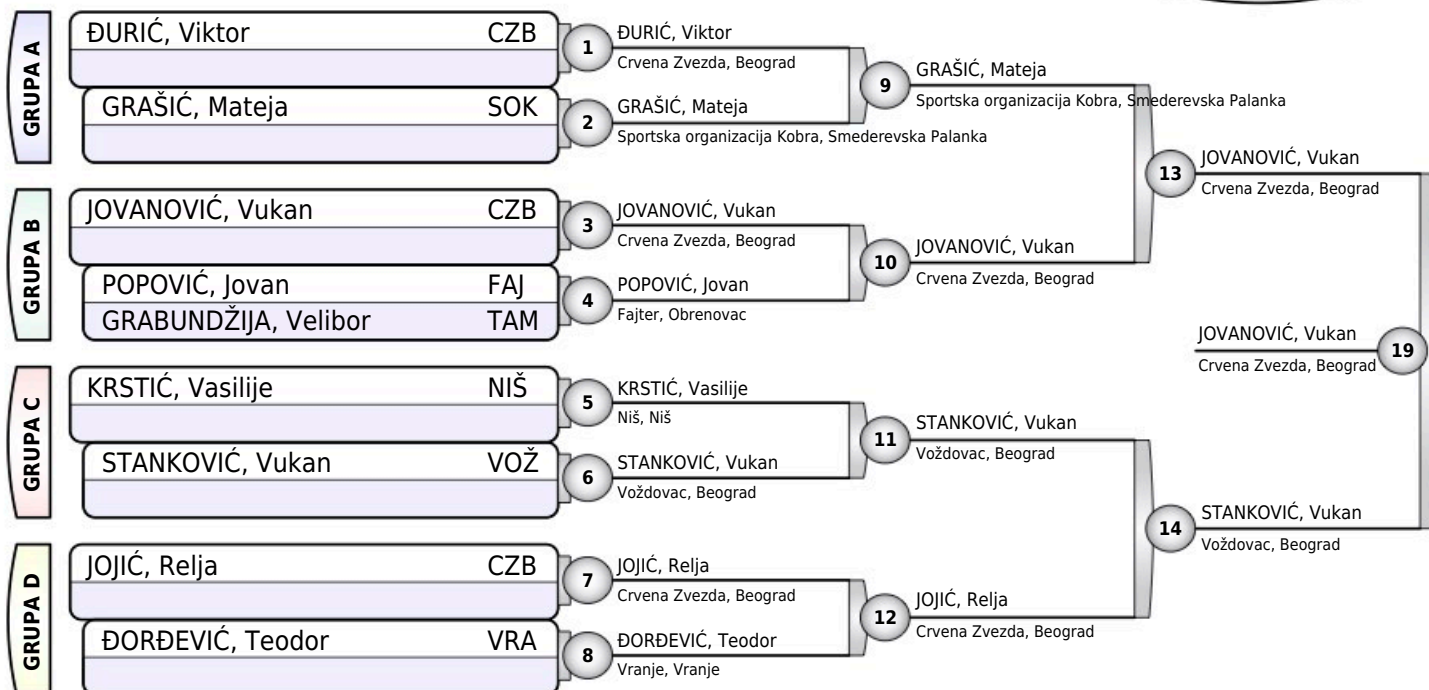 GRUPA A
ĐURIĆ, Viktor CZB
GRAŠIĆ, Mateja SOK
GRUPA B
JOVANOVIĆ, Vukan CZB
POPOVIĆ, Jovan FAJ
GRABUNDŽIJA, Velibor TAM
GRUPA C
KRSTIĆ, Vasilije NIŠ
STANKOVIĆ, Vukan VOŽ
GRUPA D
JOJIĆ, Relja CZB
ĐORĐEVIĆ, Teodor VRA
1
ĐURIĆ, Viktor
Crvena Zvezda, Beograd
2
GRAŠIĆ, Mateja
Sportska organizacija Kobra, Smederevska Palanka
3
JOVANOVIĆ, Vukan
Crvena Zvezda, Beograd
4
POPOVIĆ, Jovan
Fajter, Obrenovac
5
KRSTIĆ, Vasilije
Niš, Niš
6
STANKOVIĆ, Vukan
Voždovac, Beograd
7
JOJIĆ, Relja
Crvena Zvezda, Beograd
8
ĐORĐEVIĆ, Teodor
Vranje, Vranje
9
GRAŠIĆ, Mateja
Sportska organizacija Kobra, Smederevska Palanka
10
JOVANOVIĆ, Vukan
Crvena Zvezda, Beograd
11
STANKOVIĆ, Vukan
Voždovac, Beograd
12
JOJIĆ, Relja
Crvena Zvezda, Beograd
13
JOVANOVIĆ, Vukan
Crvena Zvezda, Beograd
14
STANKOVIĆ, Vukan
Voždovac, Beograd
JOVANOVIĆ, Vukan
Crvena Zvezda, Beograd
19